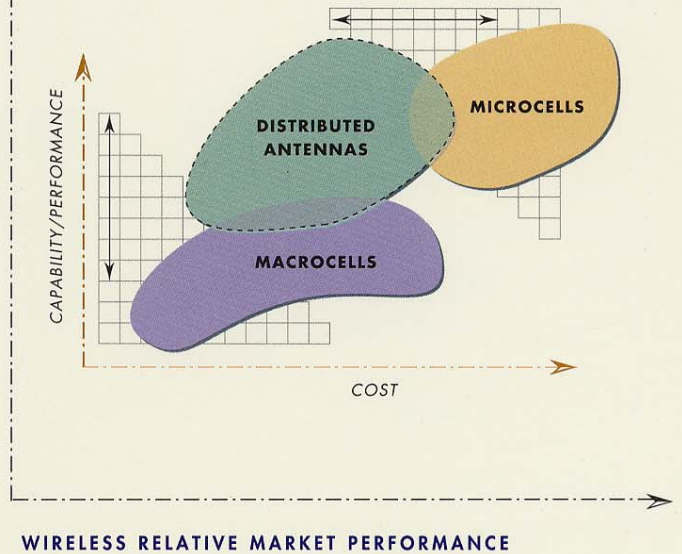 CAPABILITY/PERFORMANCE
DISTRIBUTED
ANTENNAS
MICROCELLS
MACROCELLS
COST
WIRELESS RELATIVE MARKET PERFORMANCE